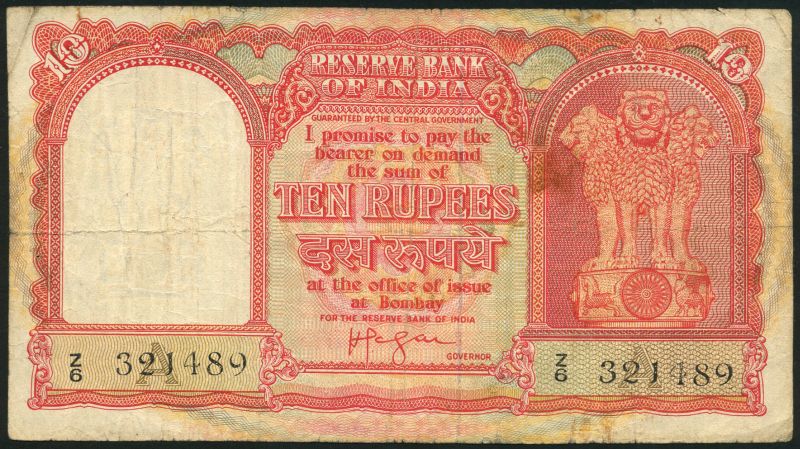 10
10
RESERVE BANK
OF INDIA
GUARANTEED BY THE CENTRAL GOVERNMENT
I promise to pay the
bearer on demand
the sum of
TEN RUPEES
दस रुपये
at the office of issue
at Bombay
FOR THE RESERVE BANK OF INDIA
GOVERNOR
Z/6 321489
A
Z/6 321489
A